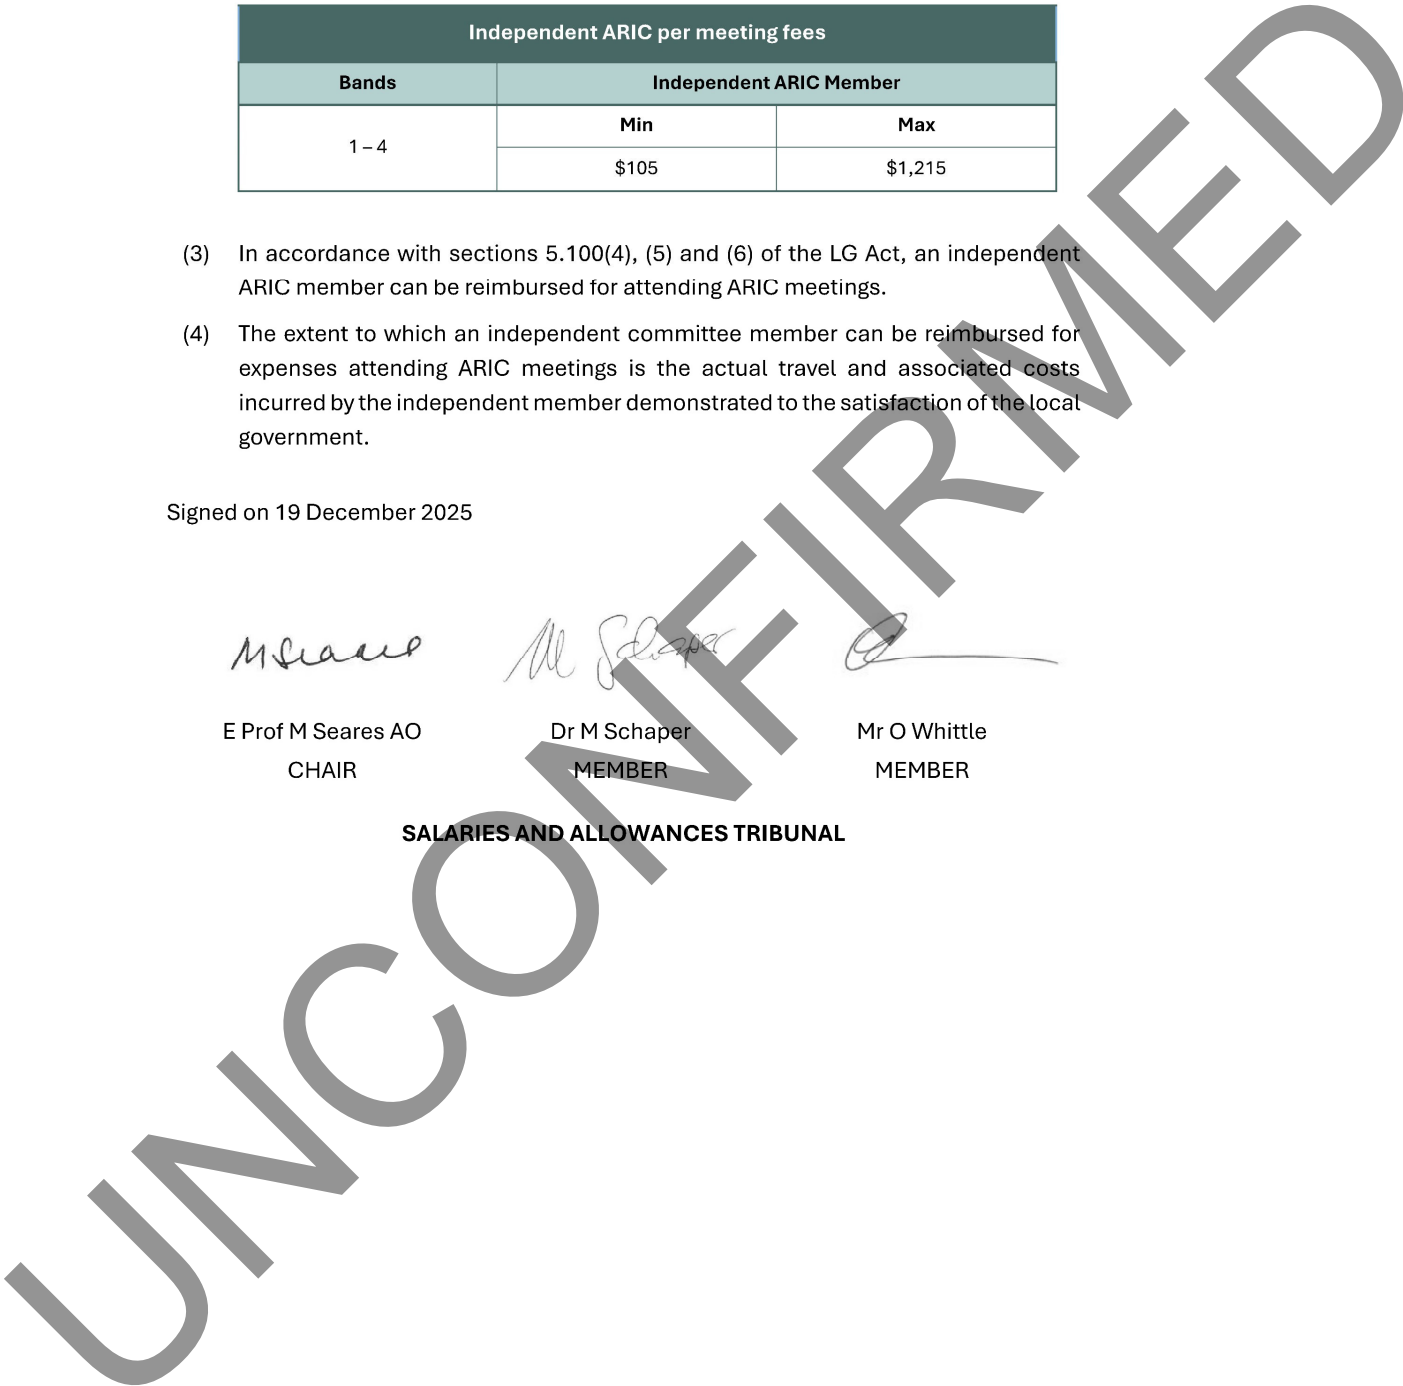 Independent ARIC per meeting fees
Bands Independent ARIC Member
Min Max
1 – 4
$105 $1,215
(3) In accordance with sections 5.100(4), (5) and (6) of the LG Act, an independent
ARIC member can be reimbursed for attending ARIC meetings.
(4) The extent to which an independent committee member can be reimbursed for
expenses attending ARIC meetings is the actual travel and associated costs
incurred by the independent member demonstrated to the satisfaction of the local
government.
Signed on 19 December 2025
M Seares M Schaper
E Prof M Seares AO Dr M Schaper Mr O Whittle
CHAIR MEMBER MEMBER
SALARIES AND ALLOWANCES TRIBUNAL
UNCONFIRMED